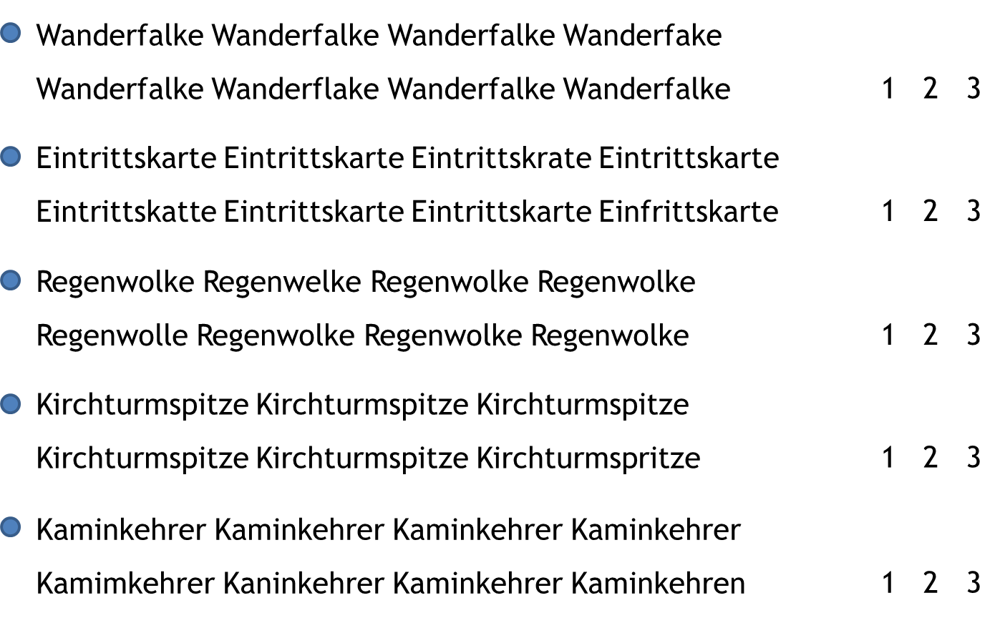 Wanderfalke Wanderfalke Wanderfalke Wanderfake
Wanderfalke Wanderflake Wanderfalke Wanderfalke 1 2 3
Eintrittskarte Eintrittskarte Eintrittskrate Eintrittskarte
Eintrittskatte Eintrittskarte Eintrittskarte Einfrittskarte 1 2 3
Regenwolke Regenwelke Regenwolke Regenwolke
Regenwolle Regenwolke Regenwolke Regenwolke 1 2 3
Kirchturmspitze Kirchturmspitze Kirchturmspitze
Kirchturmspitze Kirchturmspitze Kirchturmspritze 1 2 3
Kaminkehrer Kaminkehrer Kaminkehrer Kaminkehrer
Kamimkehrer Kaninkehrer Kaminkehrer Kaminkehren 1 2 3